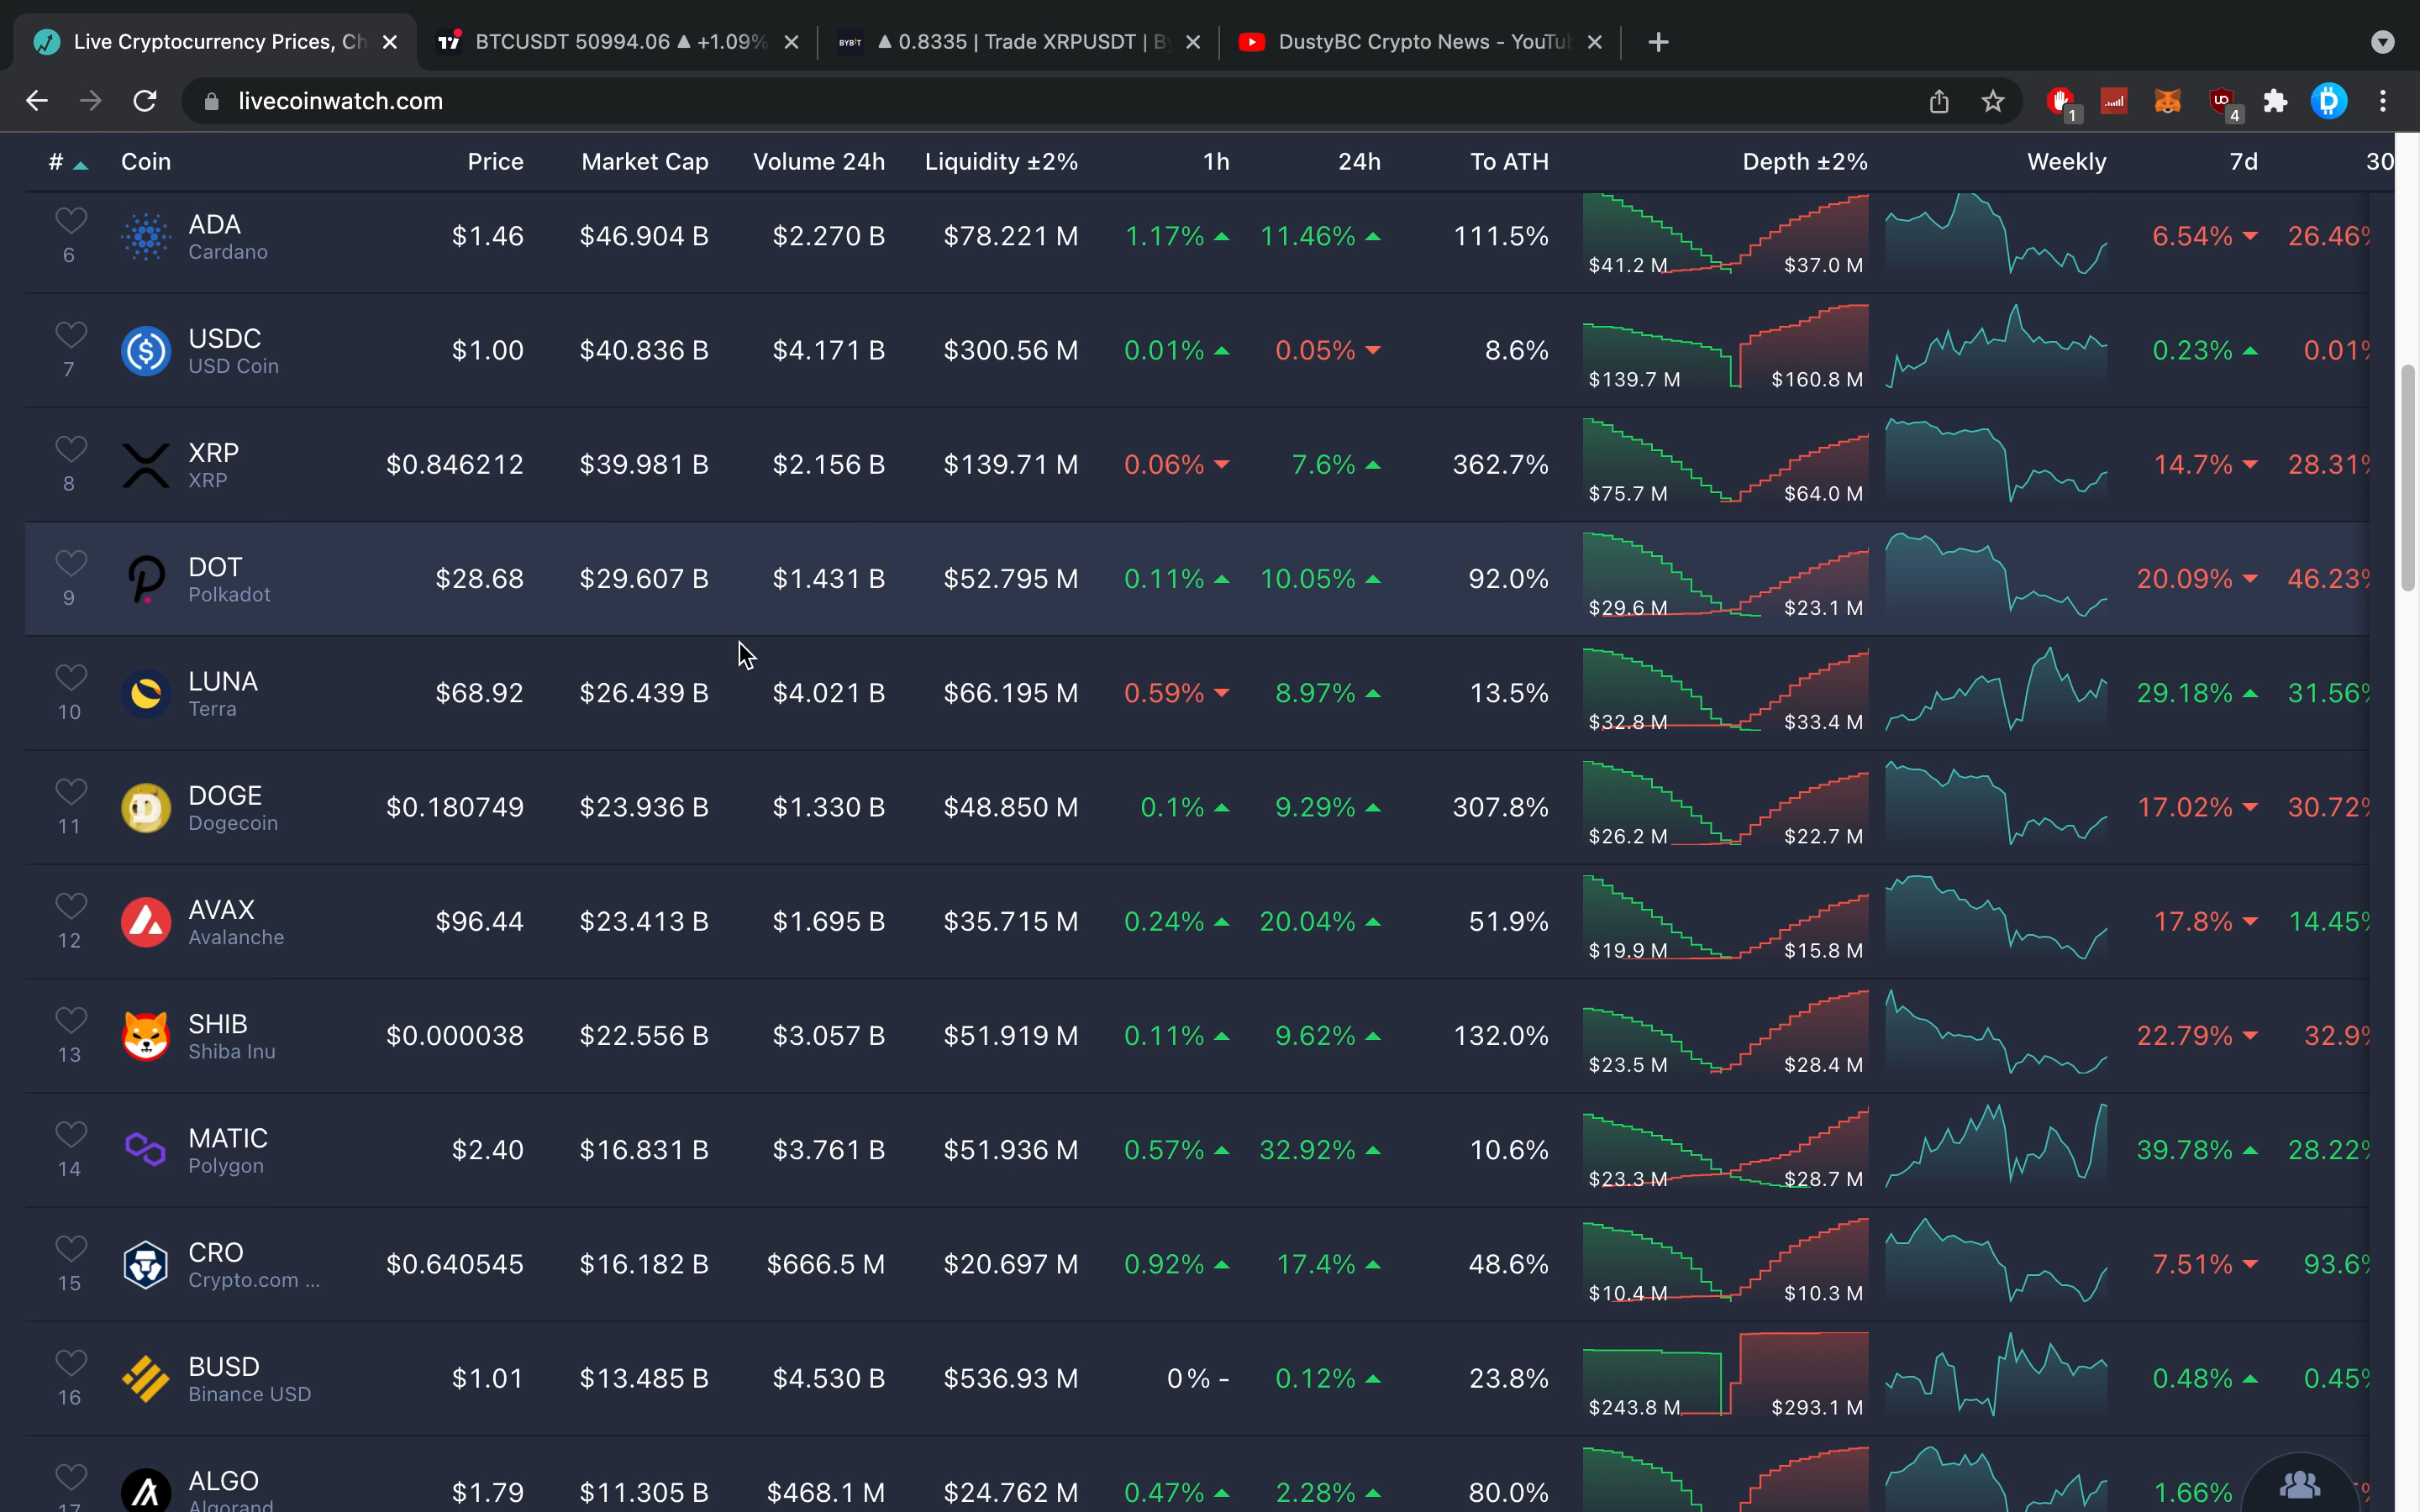 Live Cryptocurrency Prices, Ch
BTCUSDT 50994.06 ▲ +1.09%
BYBIT ▲ 0.8335 | Trade XRPUSDT | B
DustyBC Crypto News - YouTu
livecoinwatch.com
1
4
# Coin Price Market Cap Volume 24h Liquidity ±2% 1h 24h To ATH Depth ±2% Weekly 7d 30
6 ADA Cardano $1.46 $46.904 B $2.270 B $78.221 M 1.17% 11.46% 111.5% $41.2 M $37.0 M 6.54% 26.46%
7 USDC USD Coin $1.00 $40.836 B $4.171 B $300.56 M 0.01% 0.05% 8.6% $139.7 M $160.8 M 0.23% 0.01%
8 XRP XRP $0.846212 $39.981 B $2.156 B $139.71 M 0.06% 7.6% 362.7% $75.7 M $64.0 M 14.7% 28.31%
9 DOT Polkadot $28.68 $29.607 B $1.431 B $52.795 M 0.11% 10.05% 92.0% $29.6 M $23.1 M 20.09% 46.23%
10 LUNA Terra $68.92 $26.439 B $4.021 B $66.195 M 0.59% 8.97% 13.5% $32.8 M $33.4 M 29.18% 31.56%
11 DOGE Dogecoin $0.180749 $23.936 B $1.330 B $48.850 M 0.1% 9.29% 307.8% $26.2 M $22.7 M 17.02% 30.72%
12 AVAX Avalanche $96.44 $23.413 B $1.695 B $35.715 M 0.24% 20.04% 51.9% $19.9 M $15.8 M 17.8% 14.45%
13 SHIB Shiba Inu $0.000038 $22.556 B $3.057 B $51.919 M 0.11% 9.62% 132.0% $23.5 M $28.4 M 22.79% 32.9%
14 MATIC Polygon $2.40 $16.831 B $3.761 B $51.936 M 0.57% 32.92% 10.6% $23.3 M $28.7 M 39.78% 28.22%
15 CRO Crypto.com ... $0.640545 $16.182 B $666.5 M $20.697 M 0.92% 17.4% 48.6% $10.4 M $10.3 M 7.51% 93.6%
16 BUSD Binance USD $1.01 $13.485 B $4.530 B $536.93 M 0% - 0.12% 23.8% $243.8 M $293.1 M 0.48% 0.45%
17 ALGO Algorand $1.79 $11.305 B $468.1 M $24.762 M 0.47% 2.28% 80.0% 1.66%